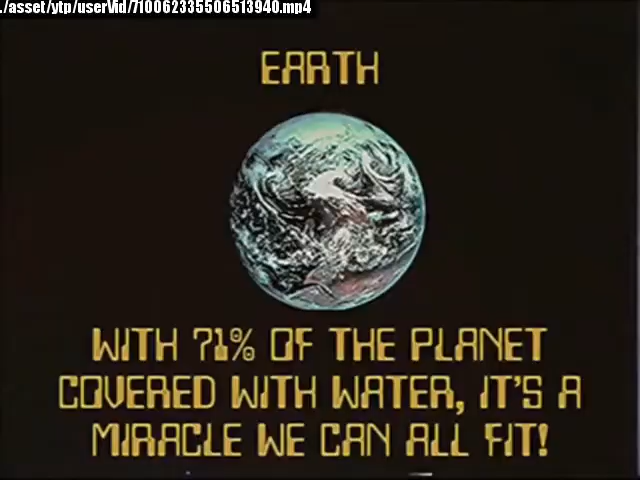 ./asset/ytp/userVid/710062335506513940.mp4
EARTH
WITH 71% OF THE PLANET
COVERED WITH WATER, IT'S A
MIRACLE WE CAN ALL FIT!